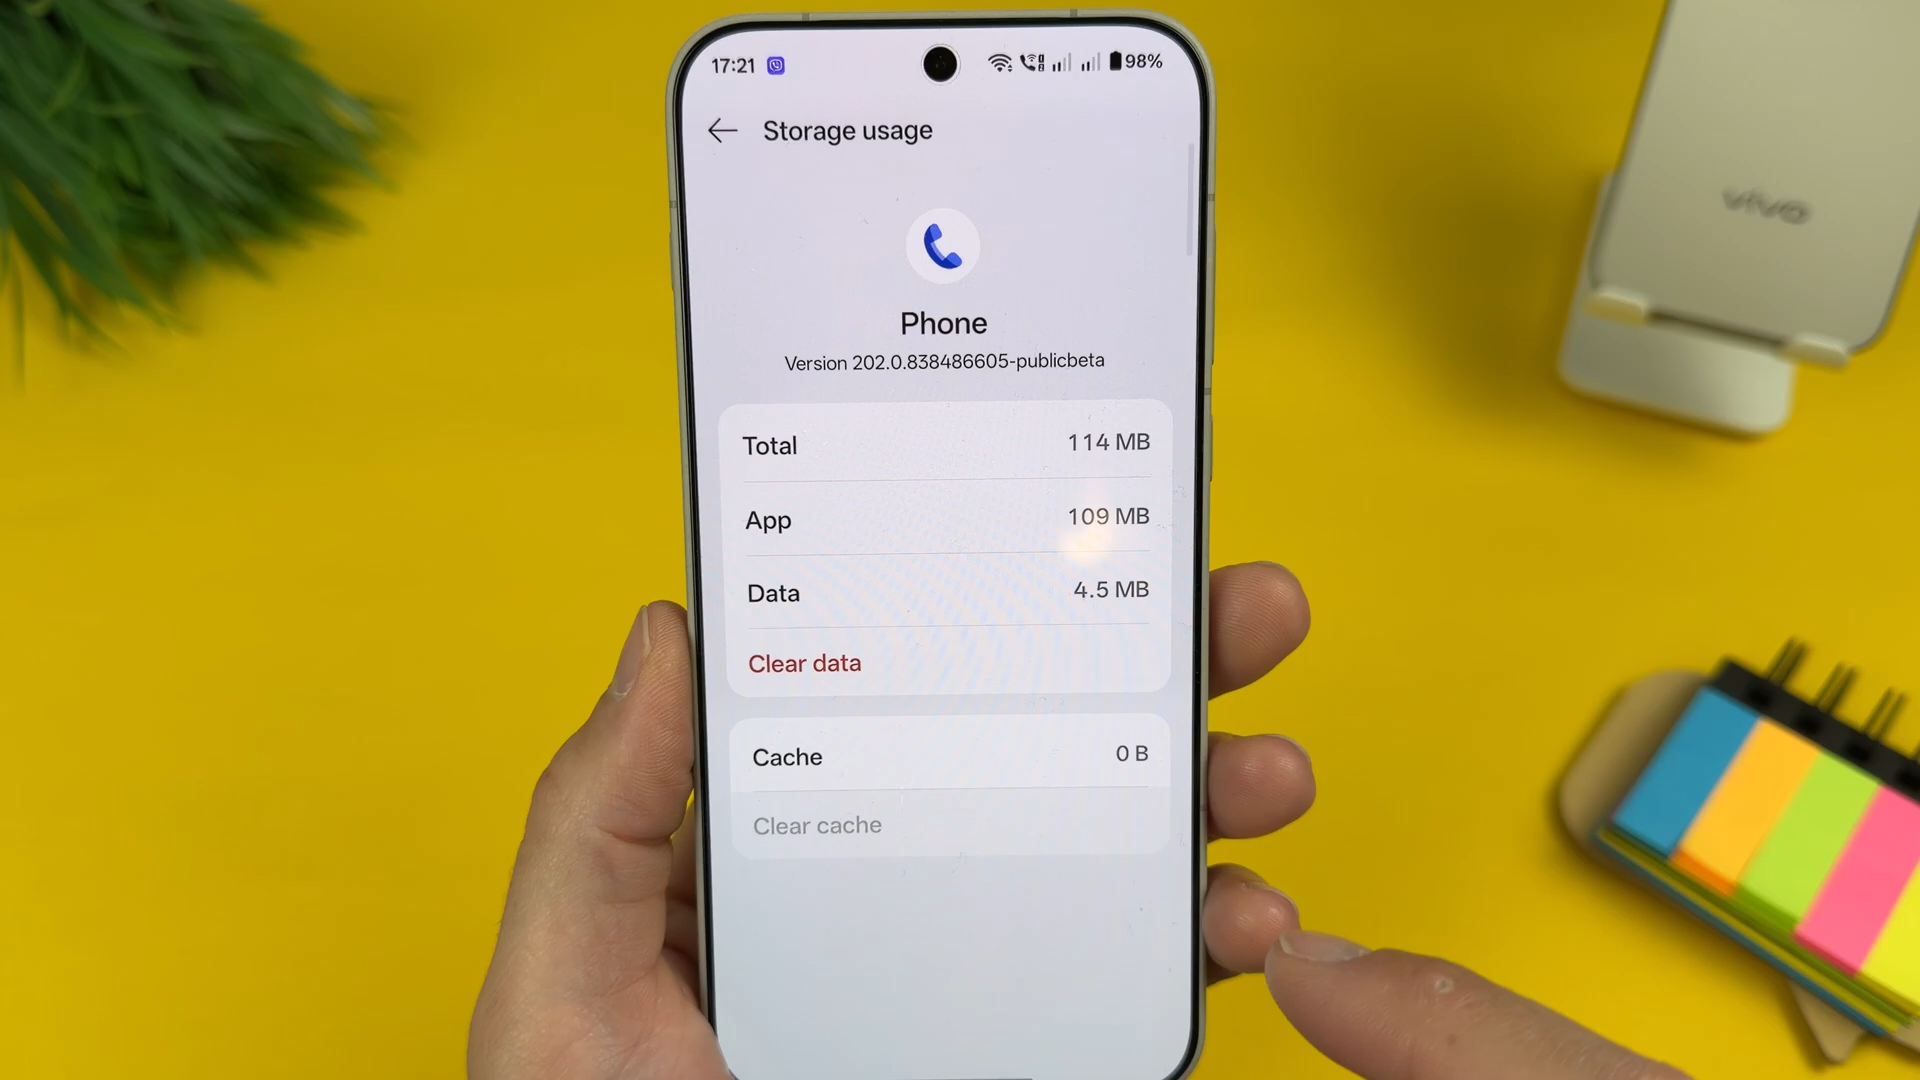 17:21
98%
Storage usage
Phone
Version 202.0.838486605-publicbeta
Total 114 MB
App 109 MB
Data 4.5 MB
Clear data
Cache 0 B
Clear cache
vivo